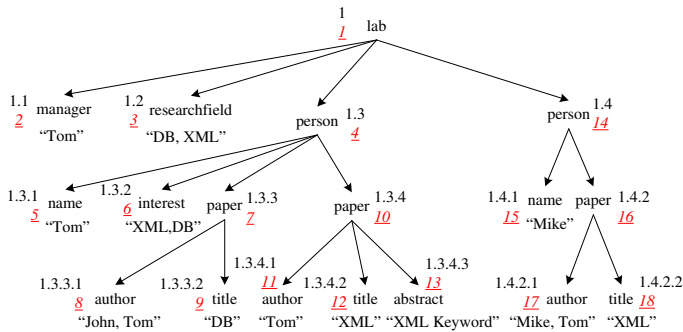 1
1 lab
1.1 manager 1.2 researchfield 1.3 1.4
2 "Tom" 3 "DB, XML" person 4 person 14
1.3.1 name 1.3.2 interest paper 1.3.3 paper 1.3.4 1.4.1 name paper 1.4.2
5 "Tom" 6 "XML,DB" 7 10 15 "Mike" 16
1.3.4.1 1.3.4.3
1.3.3.1 1.3.3.2 11 1.3.4.2 13 1.4.2.1 1.4.2.2
8 author 9 title author 12 title abstract 17 author title 18
"John, Tom" "DB" "Tom" "XML" "XML Keyword" "Mike, Tom" "XML"